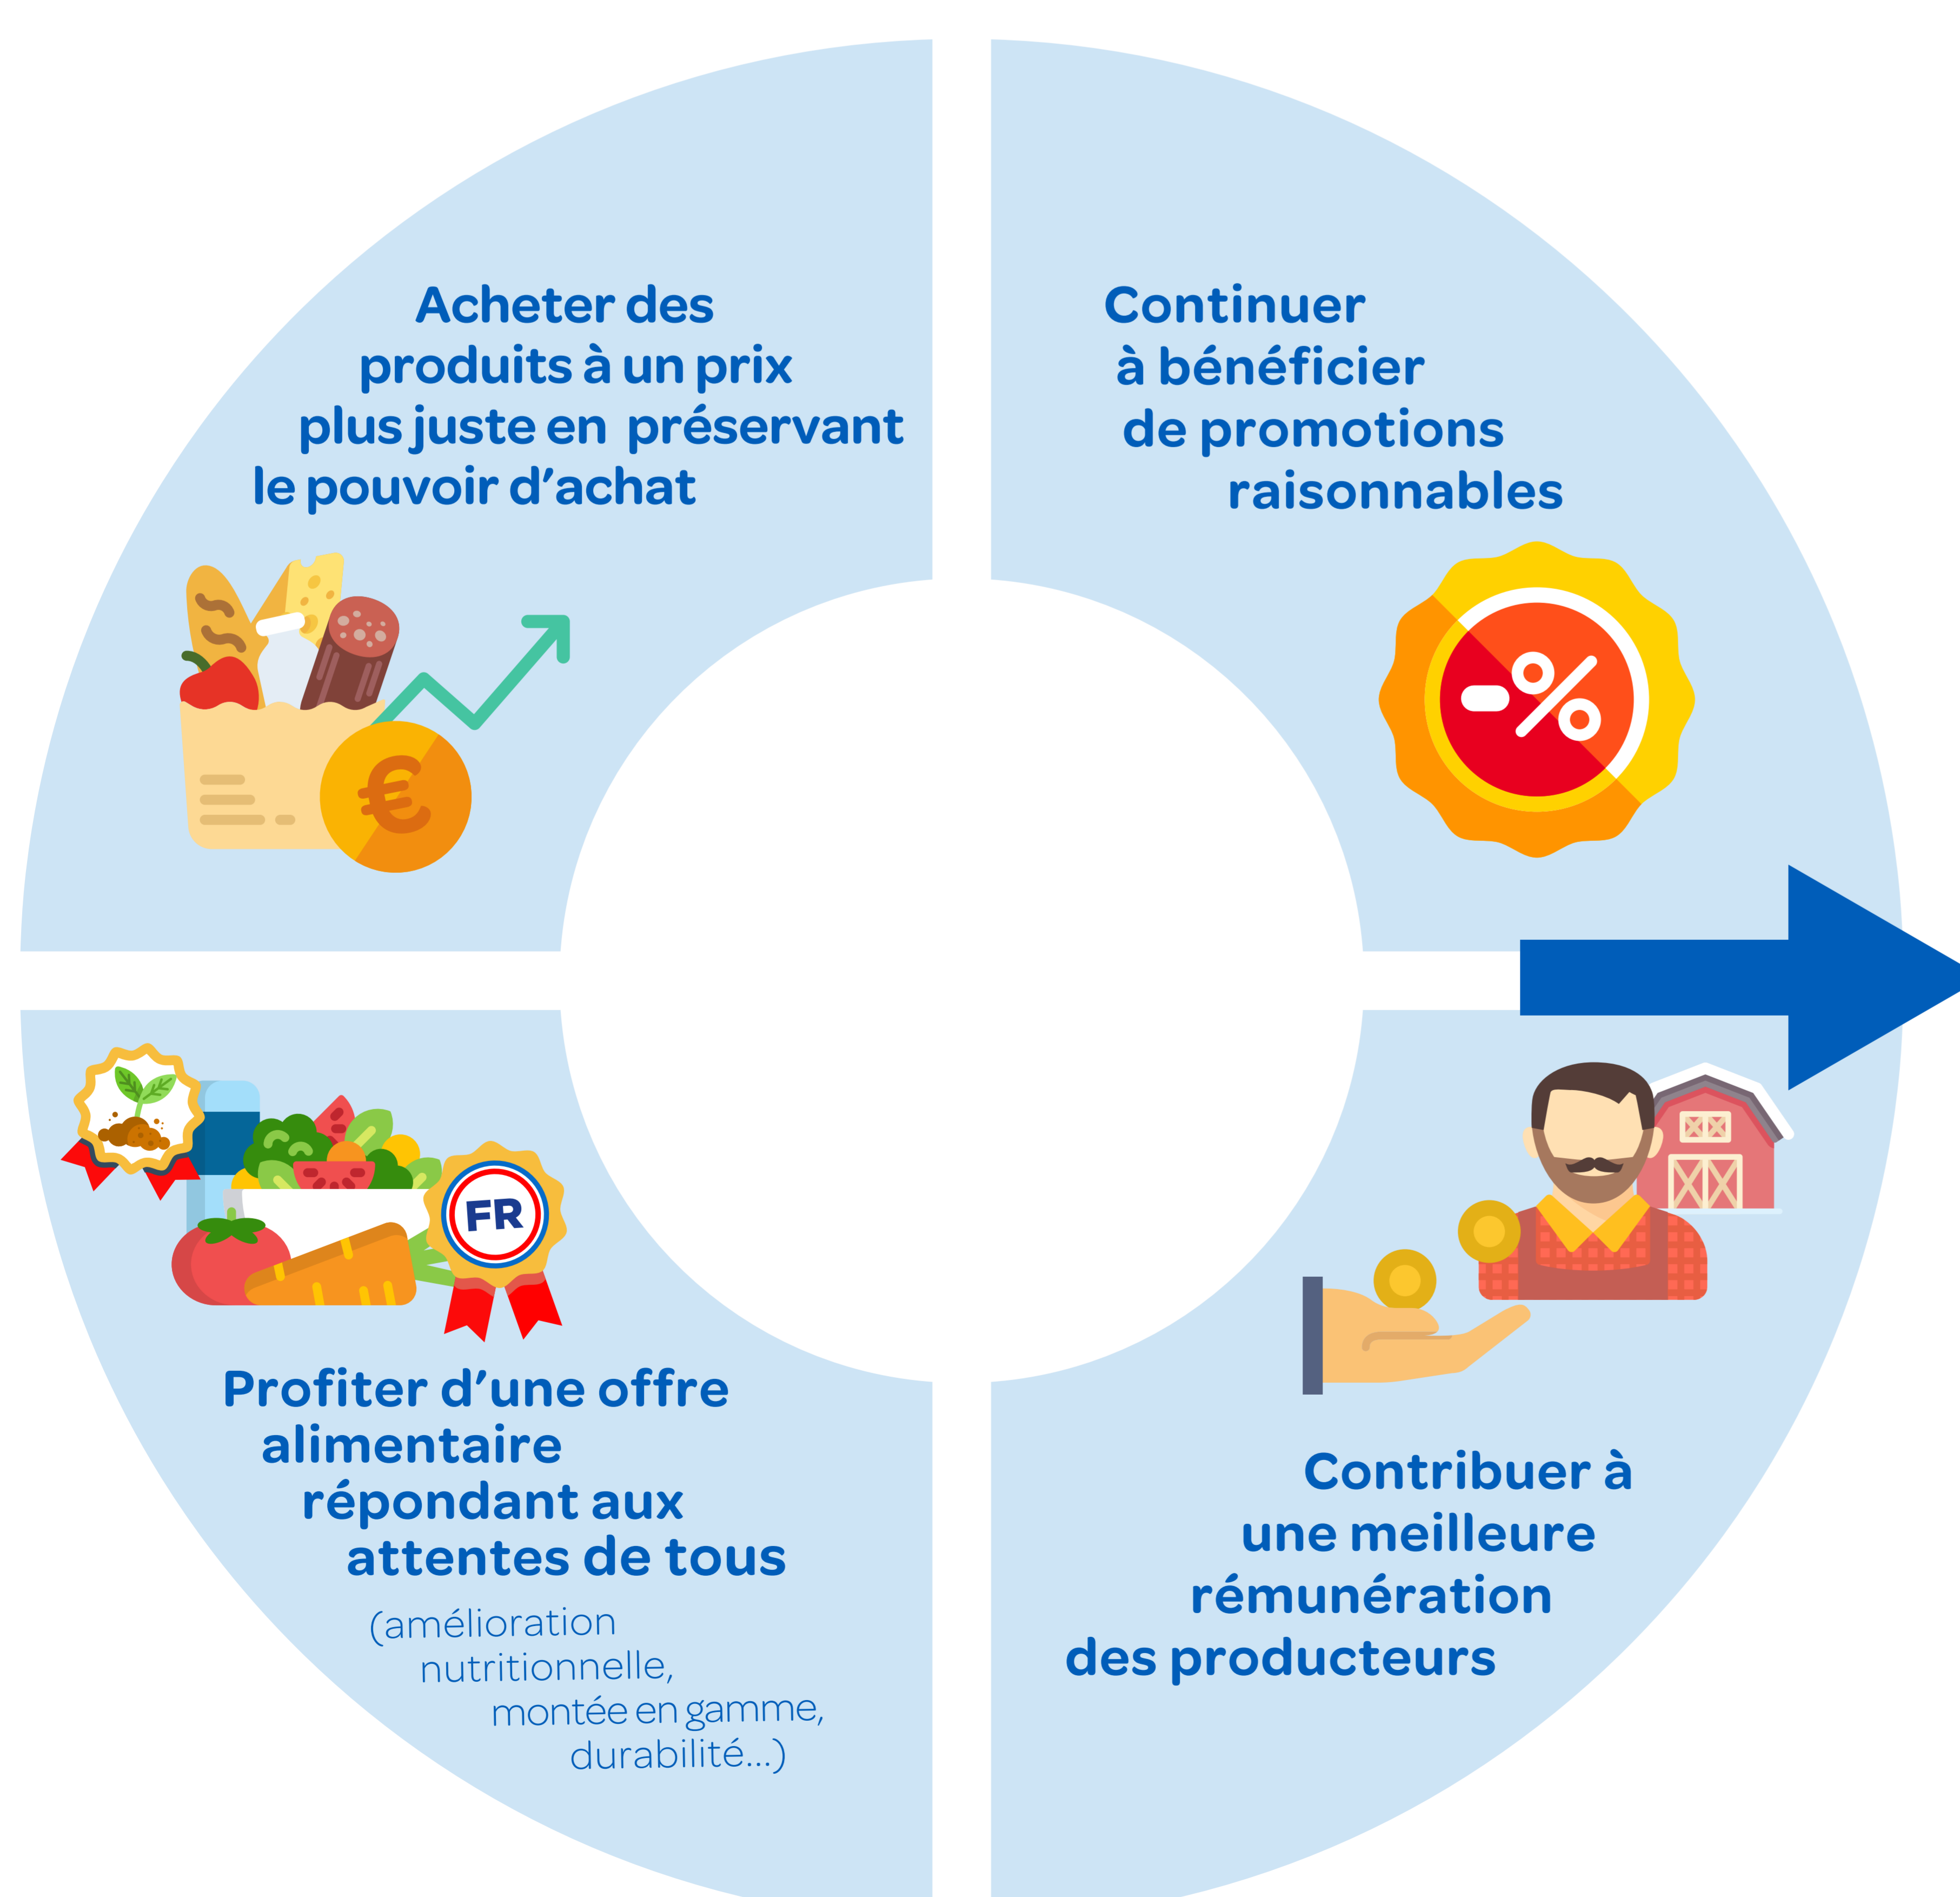 Acheter des
produits à un prix
plus juste en préservant
le pouvoir d'achat
€
Continuer
à bénéficier
de promotions
raisonnables
-%
FR
Profiter d'une offre
alimentaire
répondant aux
attentes de tous
(amélioration
nutritionnelle,
montée en gamme,
durabilité...)
Contribuer à
une meilleure
rémunération
des producteurs